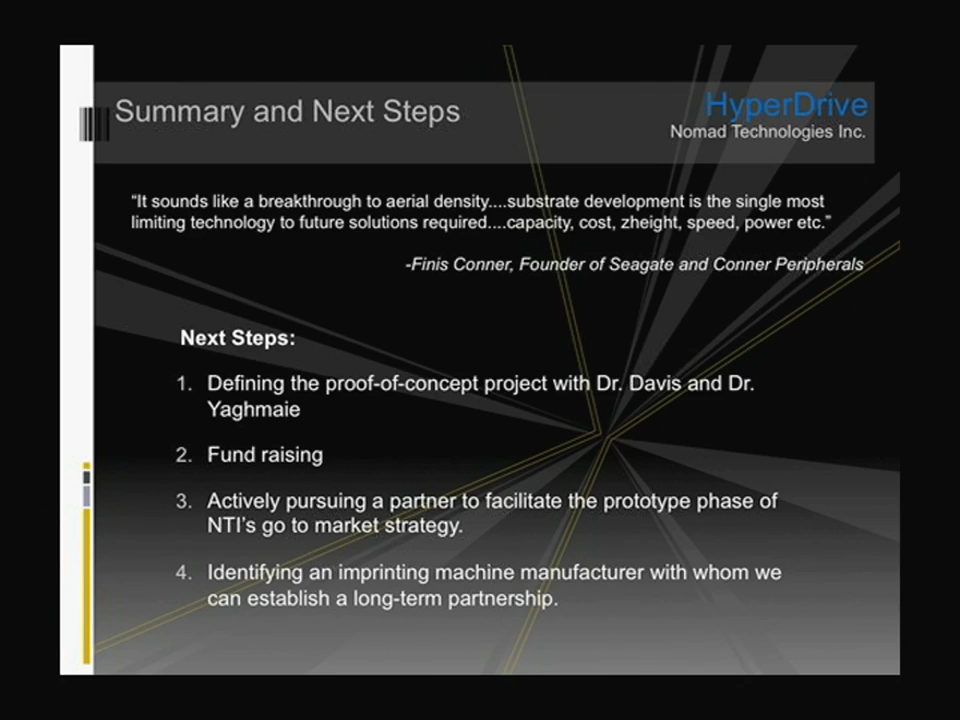 Summary and Next Steps
HyperDrive
Nomad Technologies Inc.
“It sounds like a breakthrough to aerial density....substrate development is the single most
limiting technology to future solutions required....capacity, cost, zheight, speed, power etc.”
-Finis Conner, Founder of Seagate and Conner Peripherals
Next Steps:
1. Defining the proof-of-concept project with Dr. Davis and Dr.
Yaghmaie
2. Fund raising
3. Actively pursuing a partner to facilitate the prototype phase of
NTI’s go to market strategy.
4. Identifying an imprinting machine manufacturer with whom we
can establish a long-term partnership.